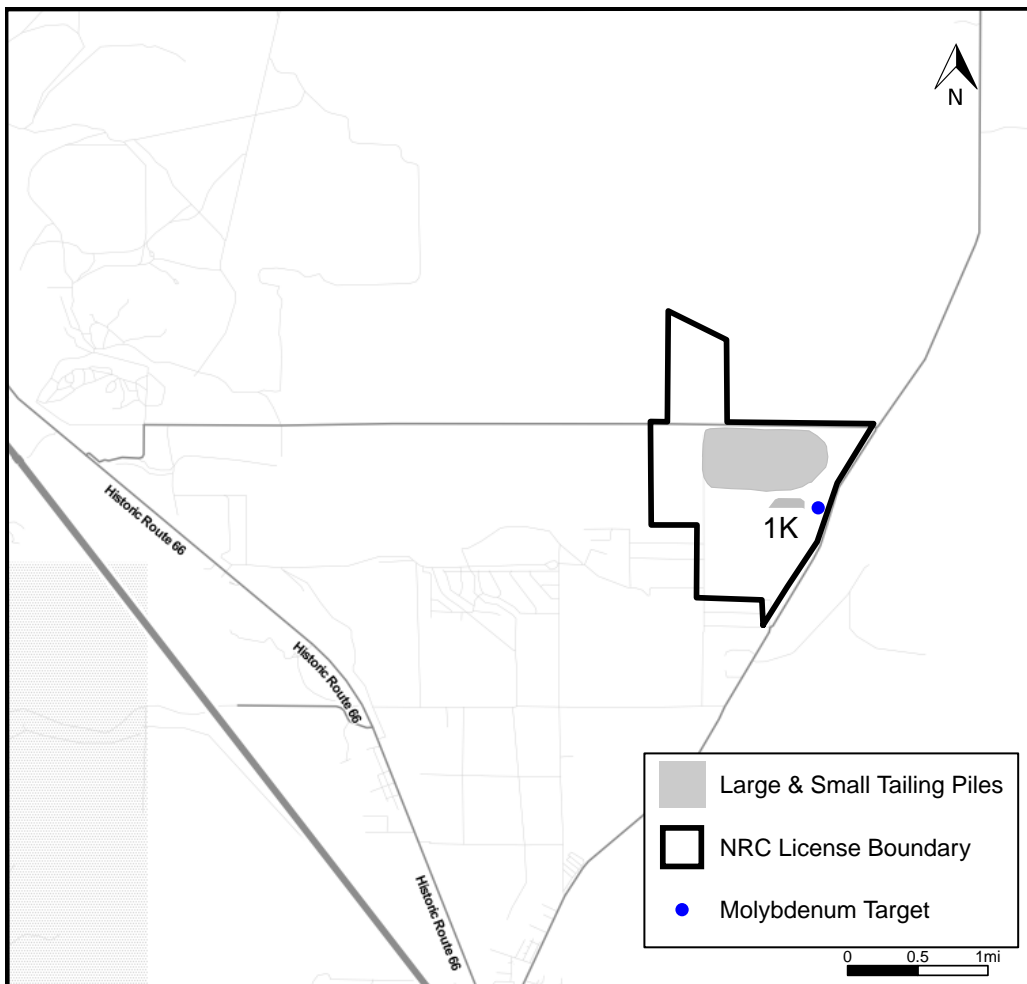 N
1K
Historic Route 66
Historic Route 66
Historic Route 66
Large & Small Tailing Piles
NRC License Boundary
Molybdenum Target
0 0.5 1mi